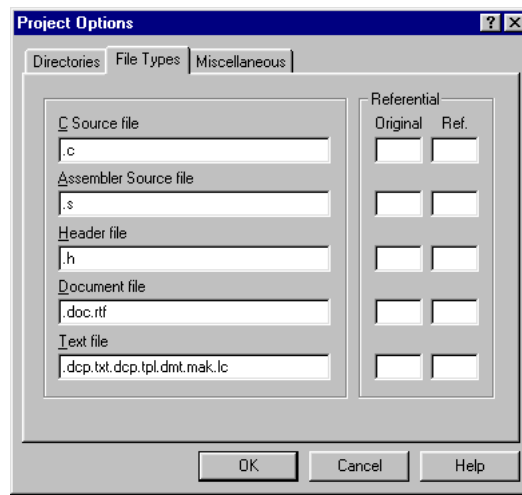 Project Options
Directories File Types Miscellaneous
Referential
C Source file Original Ref.
.c
Assembler Source file
.s
Header file
.h
Document file
.doc.rtf
Text file
.dcp.txt.dcp.tpl.dmt.mak.lc
OK Cancel Help